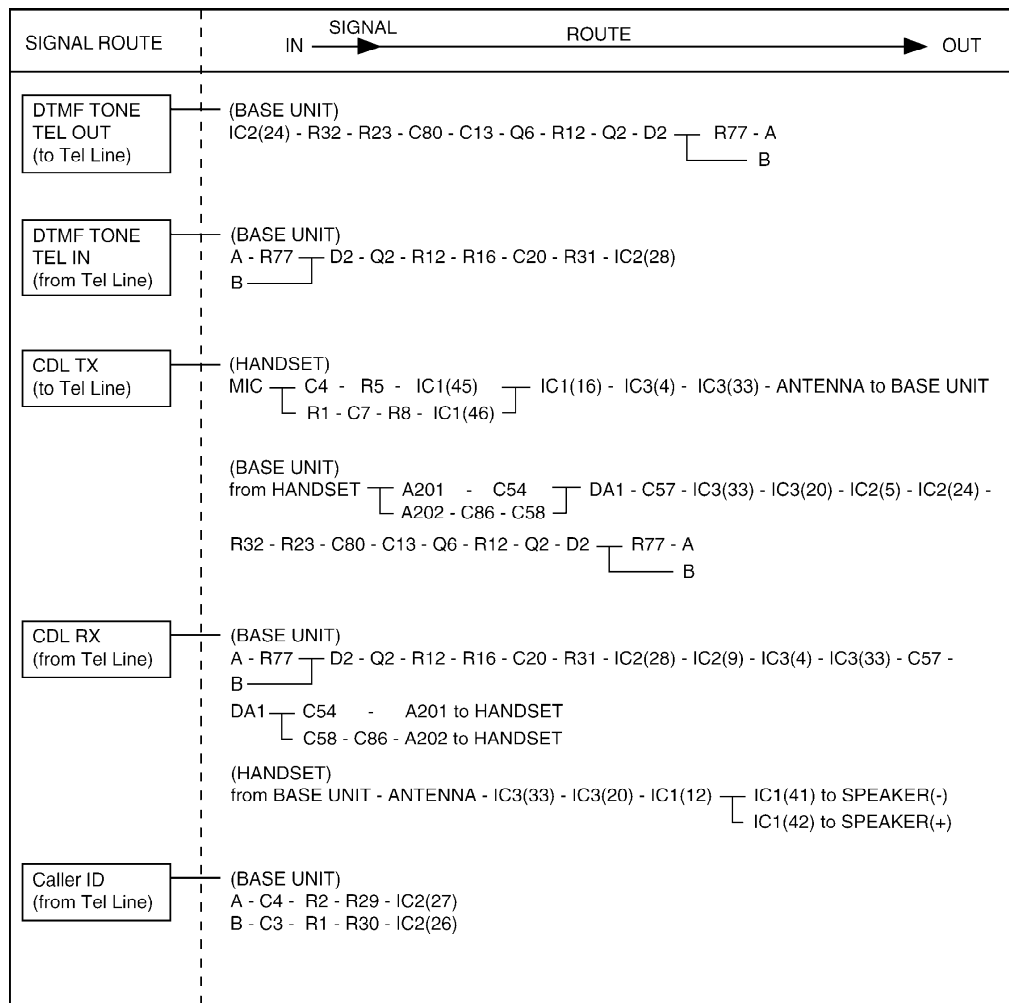 SIGNAL ROUTE
IN SIGNAL ROUTE OUT
DTMF TONE
TEL OUT
(to Tel Line)
(BASE UNIT)
IC2(24) - R32 - R23 - C80 - C13 - Q6 - R12 - Q2 - D2 R77 - A
B
DTMF TONE
TEL IN
(from Tel Line)
(BASE UNIT)
A - R77 D2 - Q2 - R12 - R16 - C20 - R31 - IC2(28)
B
CDL TX
(to Tel Line)
(HANDSET)
MIC C4 - R5 - IC1(45) IC1(16) - IC3(4) - IC3(33) - ANTENNA to BASE UNIT
R1 - C7 - R8 - IC1(46)
(BASE UNIT)
from HANDSET A201 - C54 DA1 - C57 - IC3(33) - IC3(20) - IC2(5) - IC2(24) -
A202 - C86 - C58
R32 - R23 - C80 - C13 - Q6 - R12 - Q2 - D2 R77 - A
B
CDL RX
(from Tel Line)
(BASE UNIT)
A - R77 D2 - Q2 - R12 - R16 - C20 - R31 - IC2(28) - IC2(9) - IC3(4) - IC3(33) - C57 -
B
DA1 C54 - A201 to HANDSET
C58 - C86 - A202 to HANDSET
(HANDSET)
from BASE UNIT - ANTENNA - IC3(33) - IC3(20) - IC1(12) IC1(41) to SPEAKER(-)
IC1(42) to SPEAKER(+)
Caller ID
(from Tel Line)
(BASE UNIT)
A - C4 - R2 - R29 - IC2(27)
B - C3 - R1 - R30 - IC2(26)